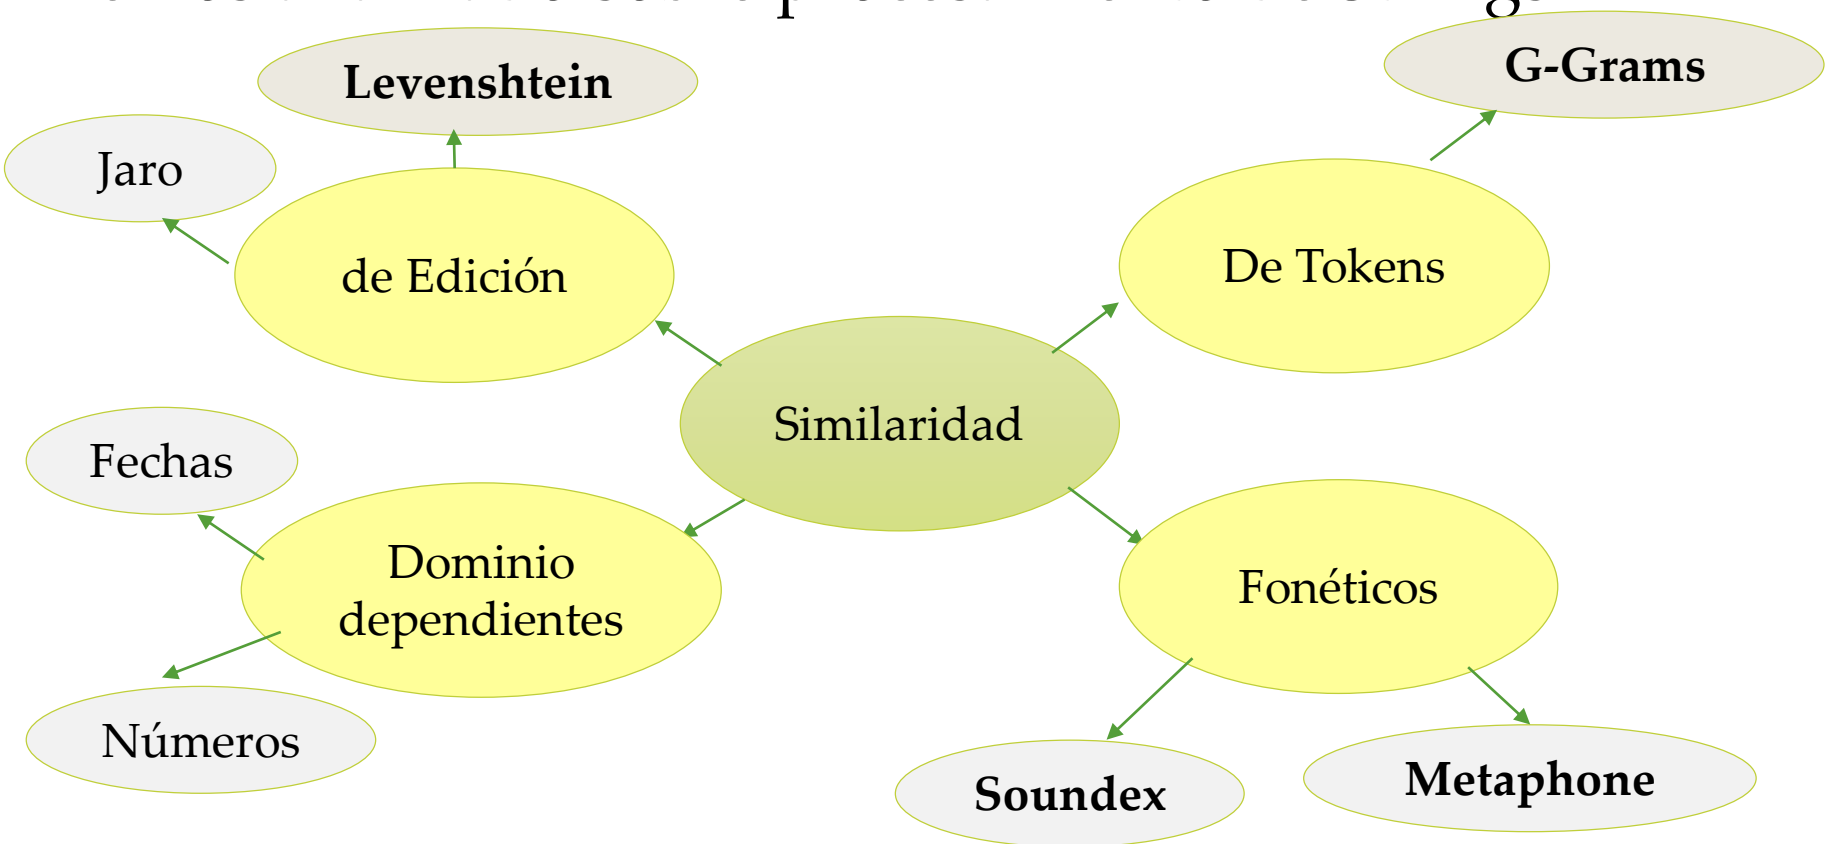 Levenshtein
G-Grams
Jaro
de Edición
De Tokens
Similaridad
Fechas
Dominio
dependientes
Fonéticos
Números
Soundex
Metaphone